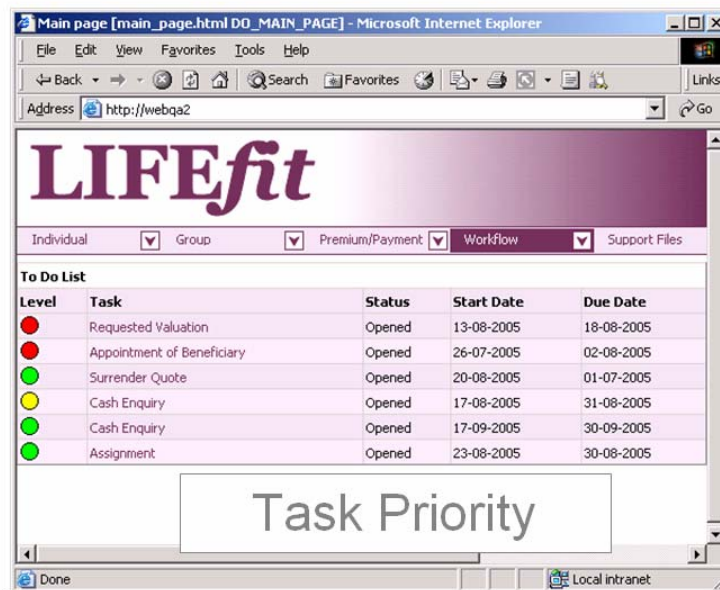 Main page [main_page.html DO_MAIN_PAGE] - Microsoft Internet Explorer
File Edit View Favorites Tools Help
Back Search Favorites Links
Address http://webqa2 Go
LIFEfit
Individual Group Premium/Payment Workflow Support Files
To Do List
Level Task Status Start Date Due Date
Requested Valuation Opened 13-08-2005 18-08-2005
Appointment of Beneficiary Opened 26-07-2005 02-08-2005
Surrender Quote Opened 20-08-2005 01-07-2005
Cash Enquiry Opened 17-08-2005 31-08-2005
Cash Enquiry Opened 17-09-2005 30-09-2005
Assignment Opened 23-08-2005 30-08-2005
Task Priority
Done Local intranet